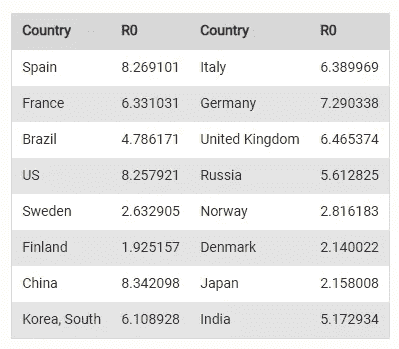 Country R0 Country R0
Spain 8.269101 Italy 6.389969
France 6.331031 Germany 7.290338
Brazil 4.786171 United Kingdom 6.465374
US 8.257921 Russia 5.612825
Sweden 2.632905 Norway 2.816183
Finland 1.925157 Denmark 2.140022
China 8.342098 Japan 2.158008
Korea, South 6.108928 India 5.172934